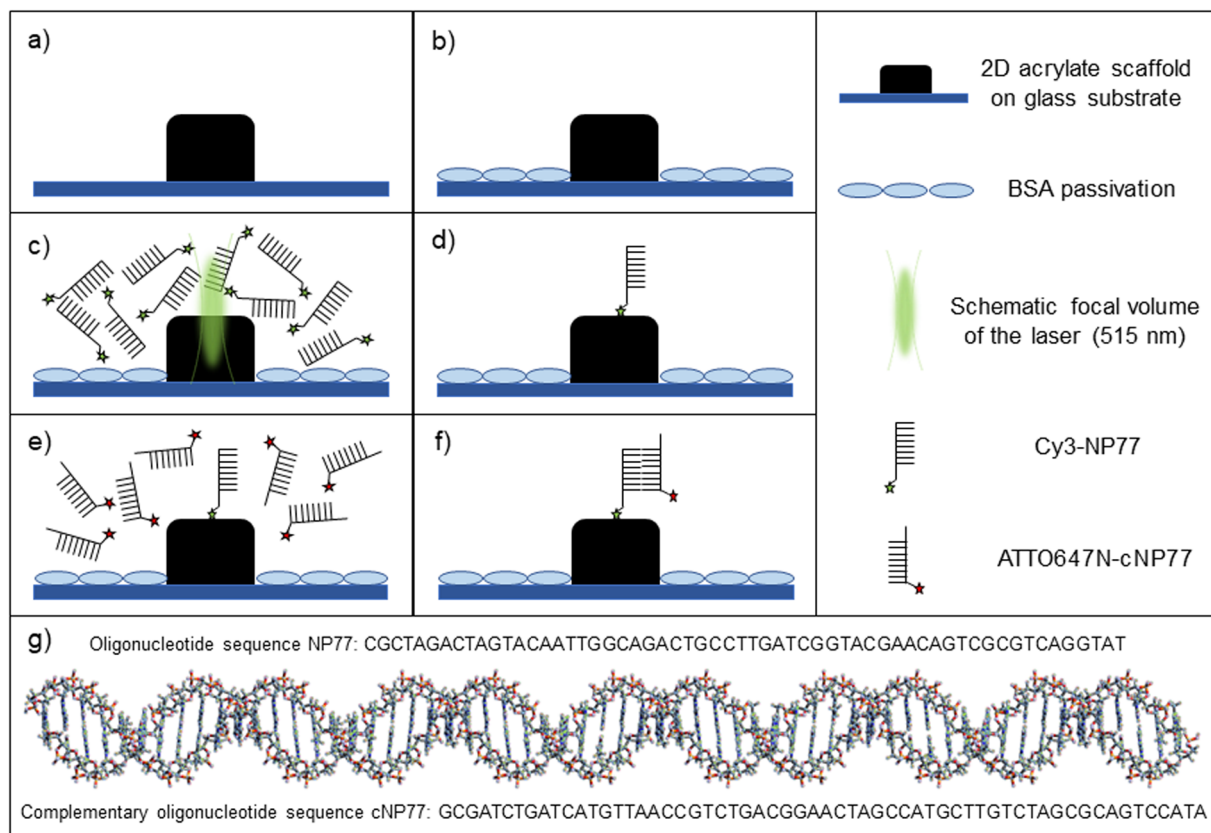 a)
b)
2D acrylate scaffold
on glass substrate
BSA passivation
c)
d)
Schematic focal volume
of the laser (515 nm)
e)
f)
Cy3-NP77
ATTO647N-cNP77
g)
Oligonucleotide sequence NP77: CGCTAGACTAGTACAATTGGCAGACTGCCTTGATCGGTACGAACAGTCGCGTCAGGTAT
Complementary oligonucleotide sequence cNP77: GCGATCTGATCATGTTAACCGTCTGACGGAACTAGCCATGCTTGTCTAGCGCAGTCCATA